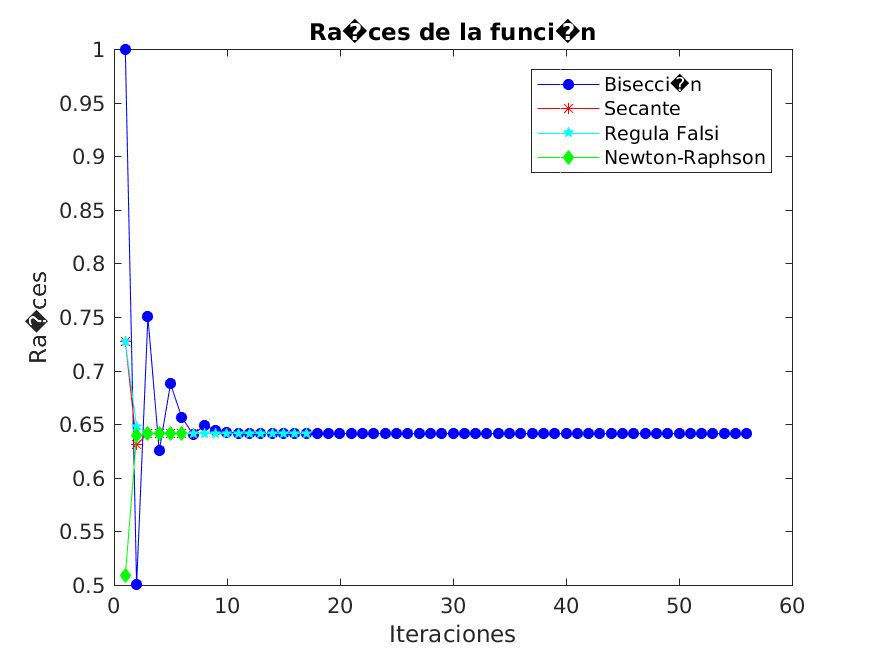 Ra�ces de la funci�n
Bisecci�n
Secante
Regula Falsi
Newton-Raphson
Ra�ces
1
0.95
0.9
0.85
0.8
0.75
0.7
0.65
0.6
0.55
0.5
0 10 20 30 40 50 60
Iteraciones